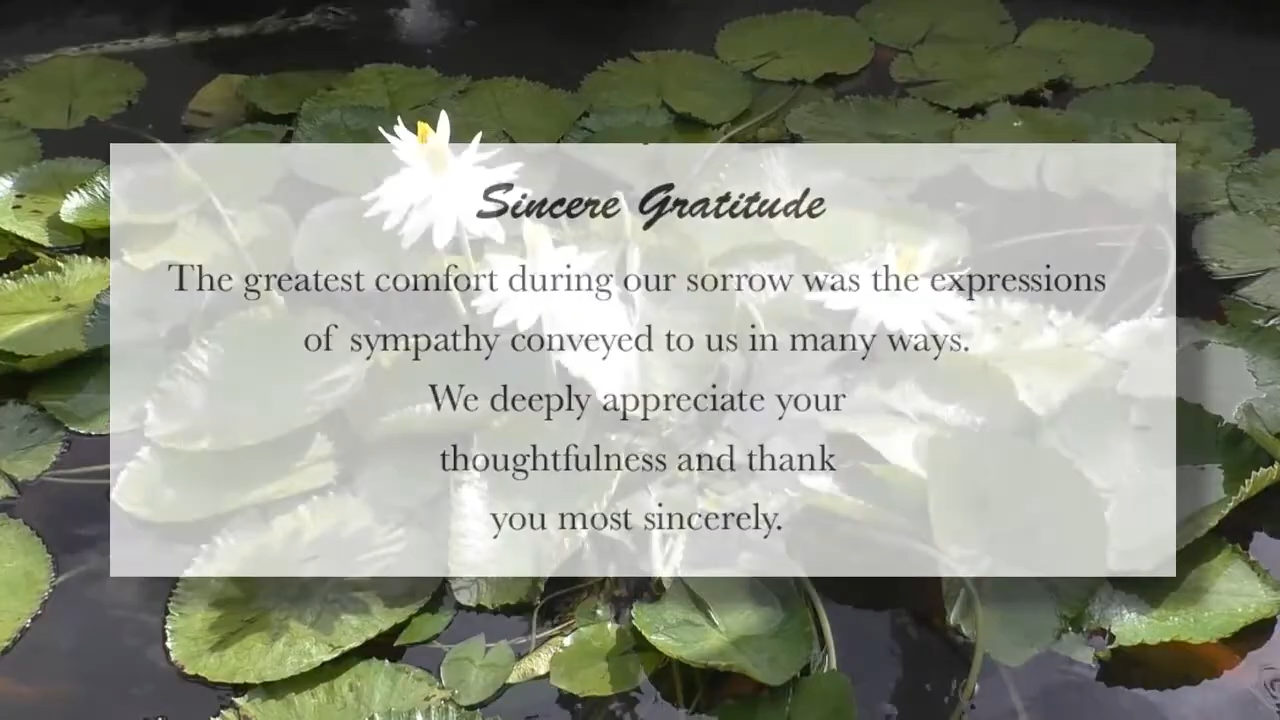 Sincere Gratitude
The greatest comfort during our sorrow was the expressions
of sympathy conveyed to us in many ways.
We deeply appreciate your
thoughtfulness and thank
you most sincerely.